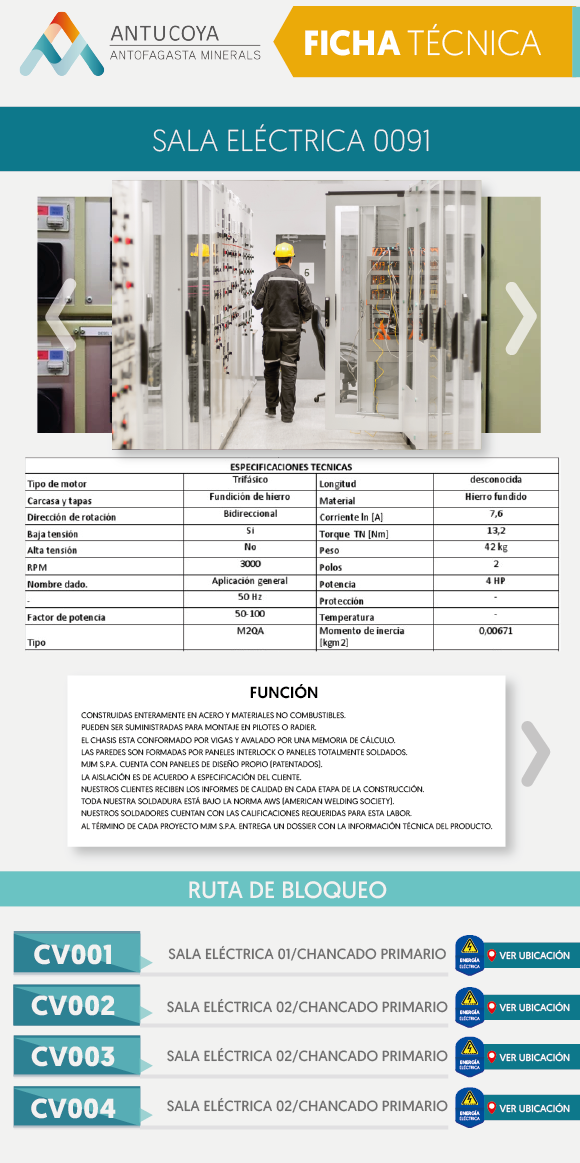 ANTUCOYA
ANTOFAGASTA MINERALS
FICHA TÉCNICA
SALA ELÉCTRICA 0091
6
ESPECIFICACIONES TECNICAS
Tipo de motor Trifásico Longitud desconocida
Carcasa y tapas Fundición de hierro Material Hierro fundido
Dirección de rotación Bidireccional Corriente ln [A] 7,6
Baja tensión Si Torque TN [Nm] 13,2
Alta tensión No Peso 42 kg
RPM 3000 Polos 2
Nombre dado. Aplicación general Potencia 4 HP
- 50 Hz Protección -
Factor de potencia 50-100 Temperatura -
Tipo M2QA Momento de inercia [kgm2] 0,00671
FUNCIÓN
CONSTRUIDAS ENTERAMENTE EN ACERO Y MATERIALES NO COMBUSTIBLES.
PUEDEN SER SUMINISTRADAS PARA MONTAJE EN PILOTES O RADIER.
EL CHASIS ESTA CONFORMADO POR VIGAS Y AVALADO POR UNA MEMORIA DE CÁLCULO.
LAS PAREDES SON FORMADAS POR PANELES INTERLOCK O PANELES TOTALMENTE SOLDADOS.
MJM S.P.A. CUENTA CON PANELES DE DISEÑO PROPIO (PATENTADOS).
LA AISLACIÓN ES DE ACUERDO A ESPECIFICACIÓN DEL CLIENTE.
NUESTROS CLIENTES RECIBEN LOS INFORMES DE CALIDAD EN CADA ETAPA DE LA CONSTRUCCIÓN.
TODA NUESTRA SOLDADURA ESTÁ BAJO LA NORMA AWS (AMERICAN WELDING SOCIETY).
NUESTROS SOLDADORES CUENTAN CON LAS CALIFICACIONES REQUERIDAS PARA ESTA LABOR.
AL TÉRMINO DE CADA PROYECTO MJM S.P.A. ENTREGA UN DOSSIER CON LA INFORMACIÓN TÉCNICA DEL PRODUCTO.
RUTA DE BLOQUEO
CV001 SALA ELÉCTRICA 01/CHANCADO PRIMARIO ENERGÍA ELÉCTRICA VER UBICACIÓN
CV002 SALA ELÉCTRICA 02/CHANCADO PRIMARIO ENERGÍA ELÉCTRICA VER UBICACIÓN
CV003 SALA ELÉCTRICA 02/CHANCADO PRIMARIO ENERGÍA ELÉCTRICA VER UBICACIÓN
CV004 SALA ELÉCTRICA 02/CHANCADO PRIMARIO ENERGÍA ELÉCTRICA VER UBICACIÓN